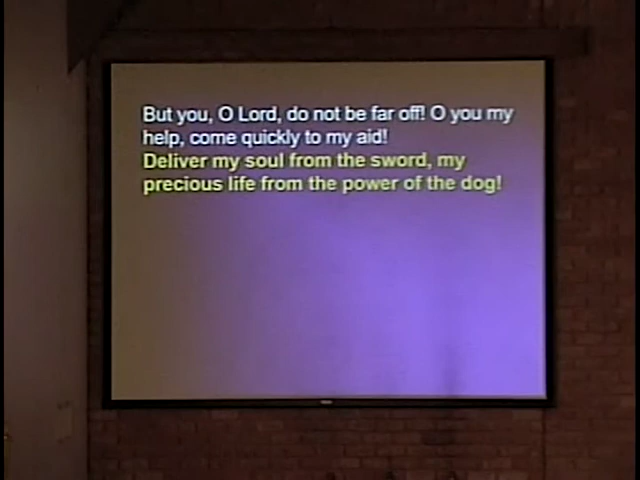 But you, O Lord, do not be far off! O you my
help, come quickly to my aid!
Deliver my soul from the sword, my
precious life from the power of the dog!